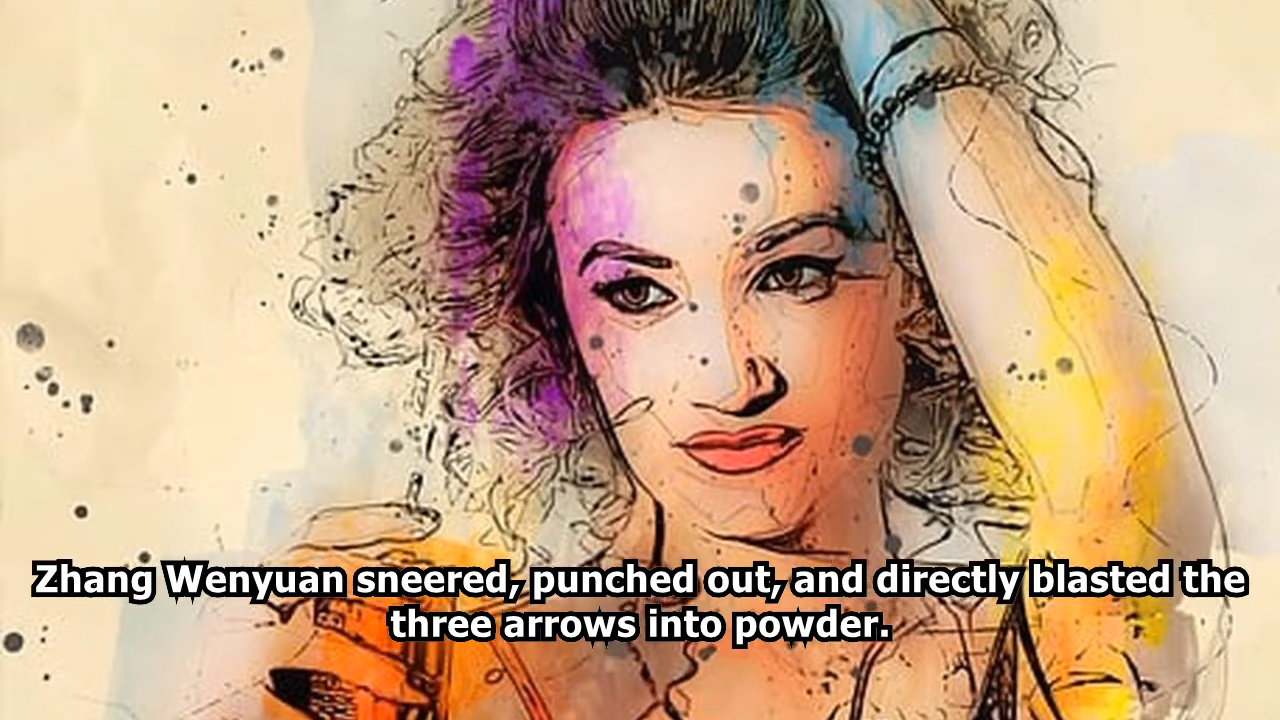 Zhang Wenyuan sneered, punched out, and directly blasted the
three arrows into powder.